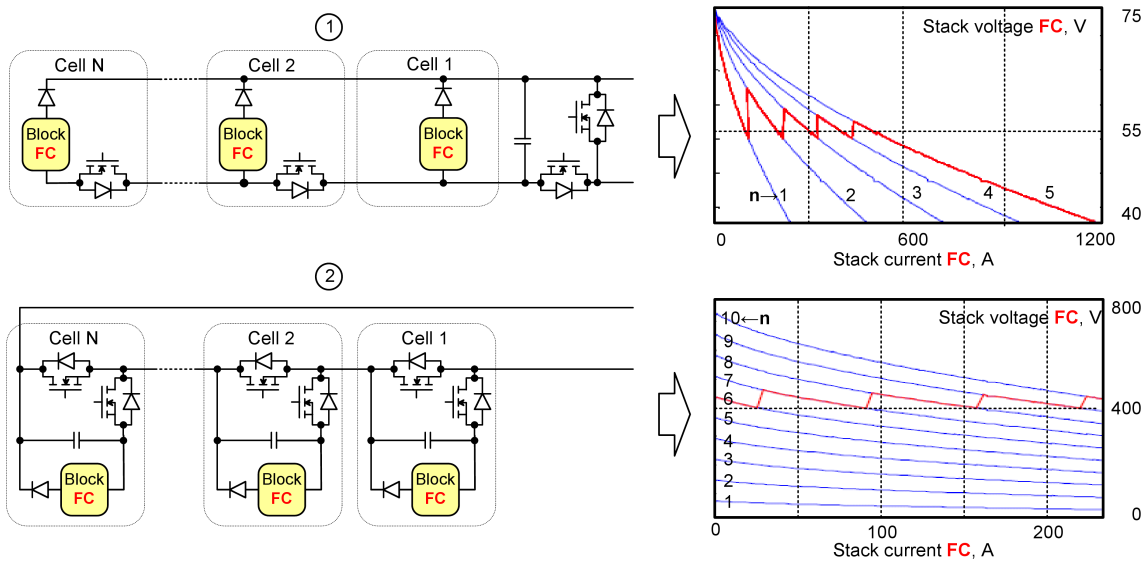 1
Cell N
Cell 2
Cell 1
Block
FC
Block
FC
Block
FC
Stack voltage FC, V
75
55
40
n→1
2
3
4
5
0
600
1200
Stack current FC, A
2
Cell N
Cell 2
Cell 1
Block
FC
Block
FC
Block
FC
Stack voltage FC, V
800
400
0
10←n
9
8
7
6
5
4
3
2
1
0
100
200
Stack current FC, A